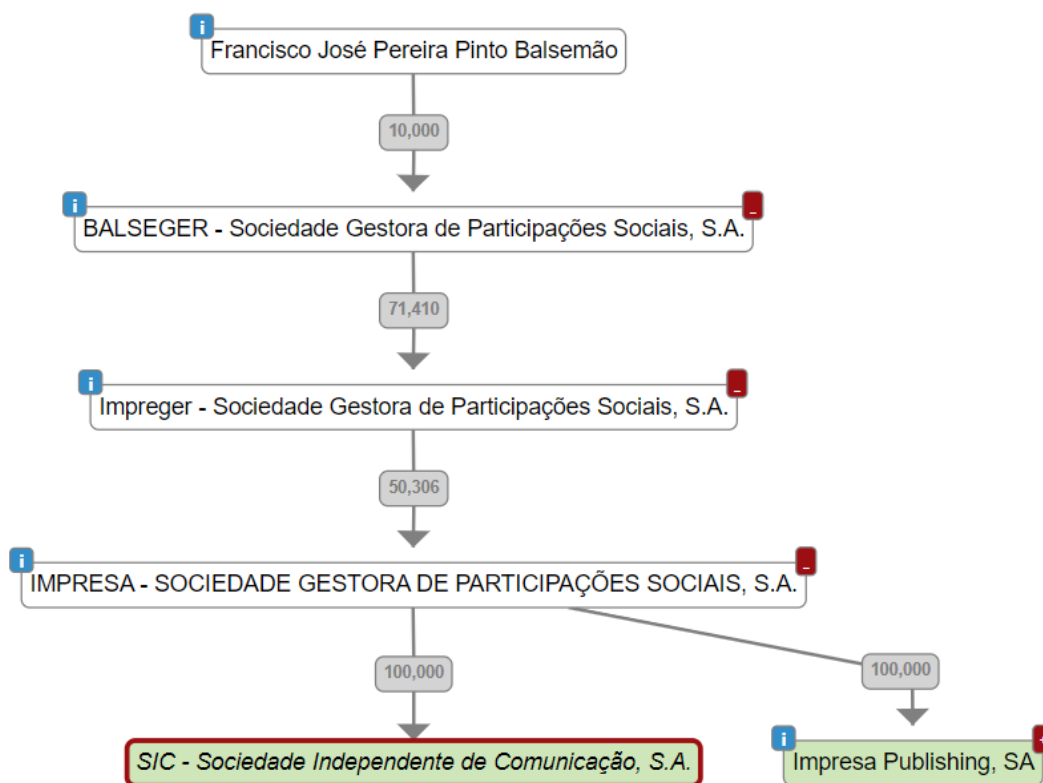 i
Francisco José Pereira Pinto Balsemão
10,000
i
BALSEGER - Sociedade Gestora de Participações Sociais, S.A.
71,410
i
Impreger - Sociedade Gestora de Participações Sociais, S.A.
50,306
i
IMPRESA - SOCIEDADE GESTORA DE PARTICIPAÇÕES SOCIAIS, S.A.
100,000
100,000
SIC - Sociedade Independente de Comunicação, S.A.
i
Impresa Publishing, SA